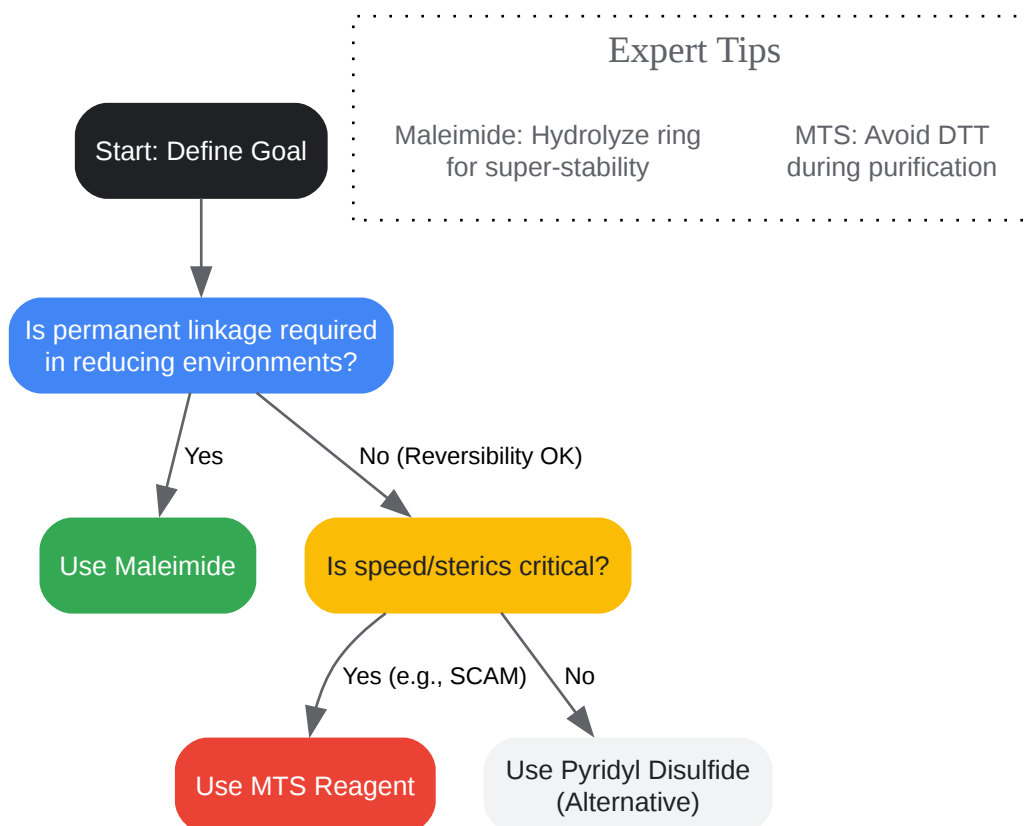 Expert Tips
Maleimide: Hydrolyze ring
for super-stability
MTS: Avoid DTT
during purification
Start: Define Goal
Is permanent linkage required
in reducing environments?
Yes
No (Reversibility OK)
Use Maleimide
Is speed/sterics critical?
Yes (e.g., SCAM)
No
Use MTS Reagent
Use Pyridyl Disulfide
(Alternative)